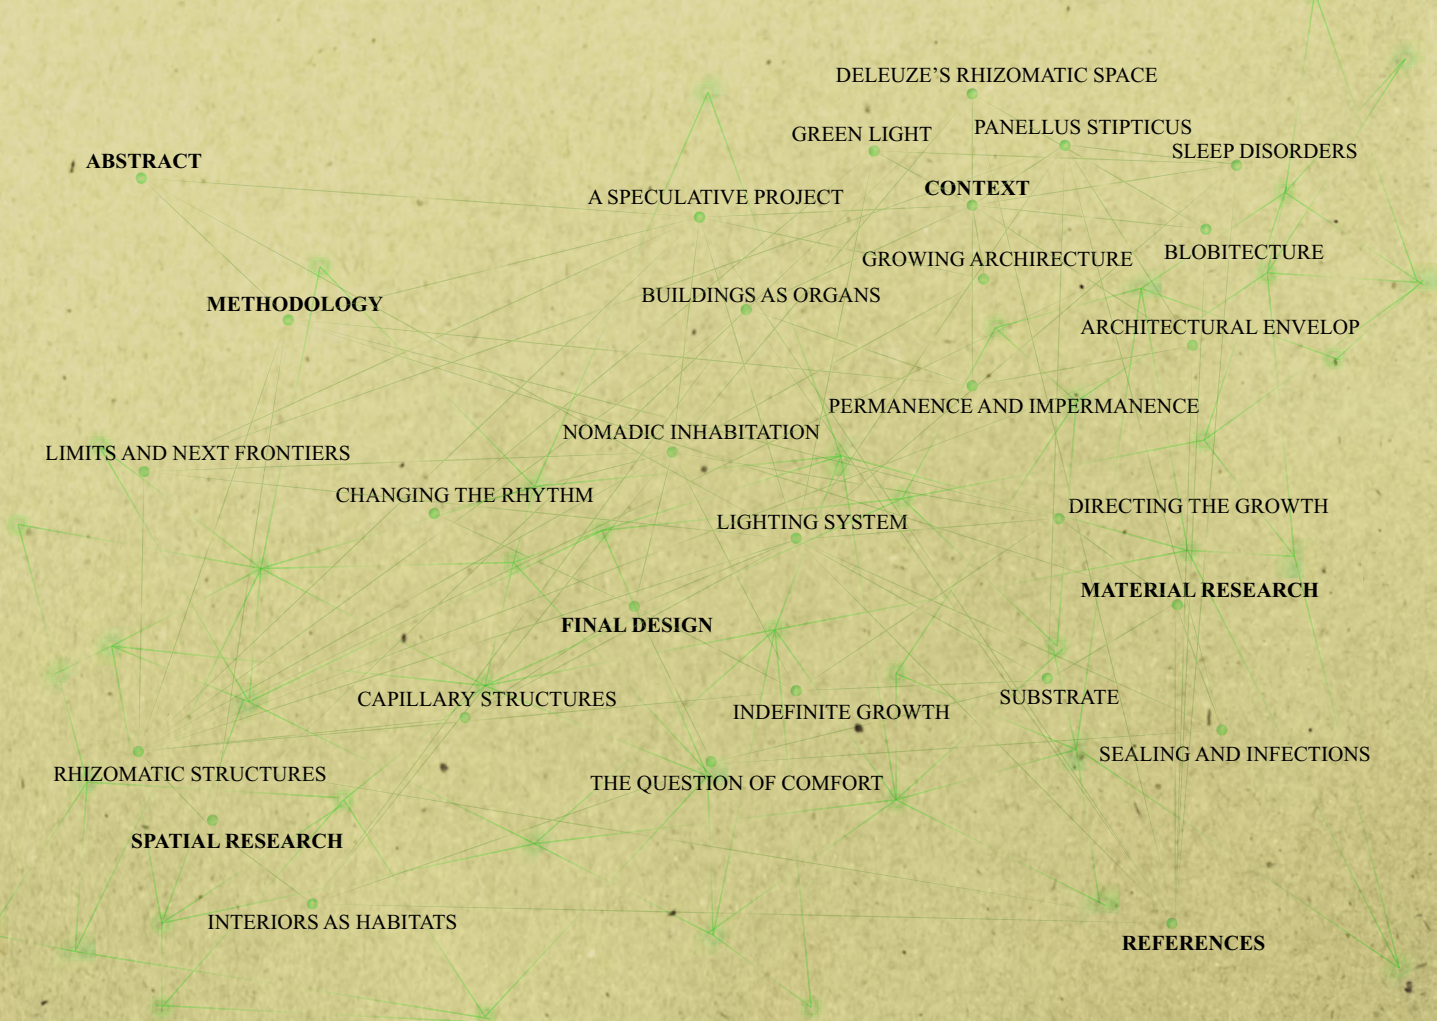 DELEUZE’S RHIZOMATIC SPACE
GREEN LIGHT
PANELLUS STIPTICUS
SLEEP DISORDERS
ABSTRACT
A SPECULATIVE PROJECT
CONTEXT
GROWING ARCHIRECTURE
BLOBITECTURE
METHODOLOGY
BUILDINGS AS ORGANS
ARCHITECTURAL ENVELOP
PERMANENCE AND IMPERMANENCE
NOMADIC INHABITATION
LIMITS AND NEXT FRONTIERS
CHANGING THE RHYTHM
LIGHTING SYSTEM
DIRECTING THE GROWTH
MATERIAL RESEARCH
FINAL DESIGN
CAPILLARY STRUCTURES
INDEFINITE GROWTH
SUBSTRATE
SEALING AND INFECTIONS
RHIZOMATIC STRUCTURES
THE QUESTION OF COMFORT
SPATIAL RESEARCH
INTERIORS AS HABITATS
REFERENCES